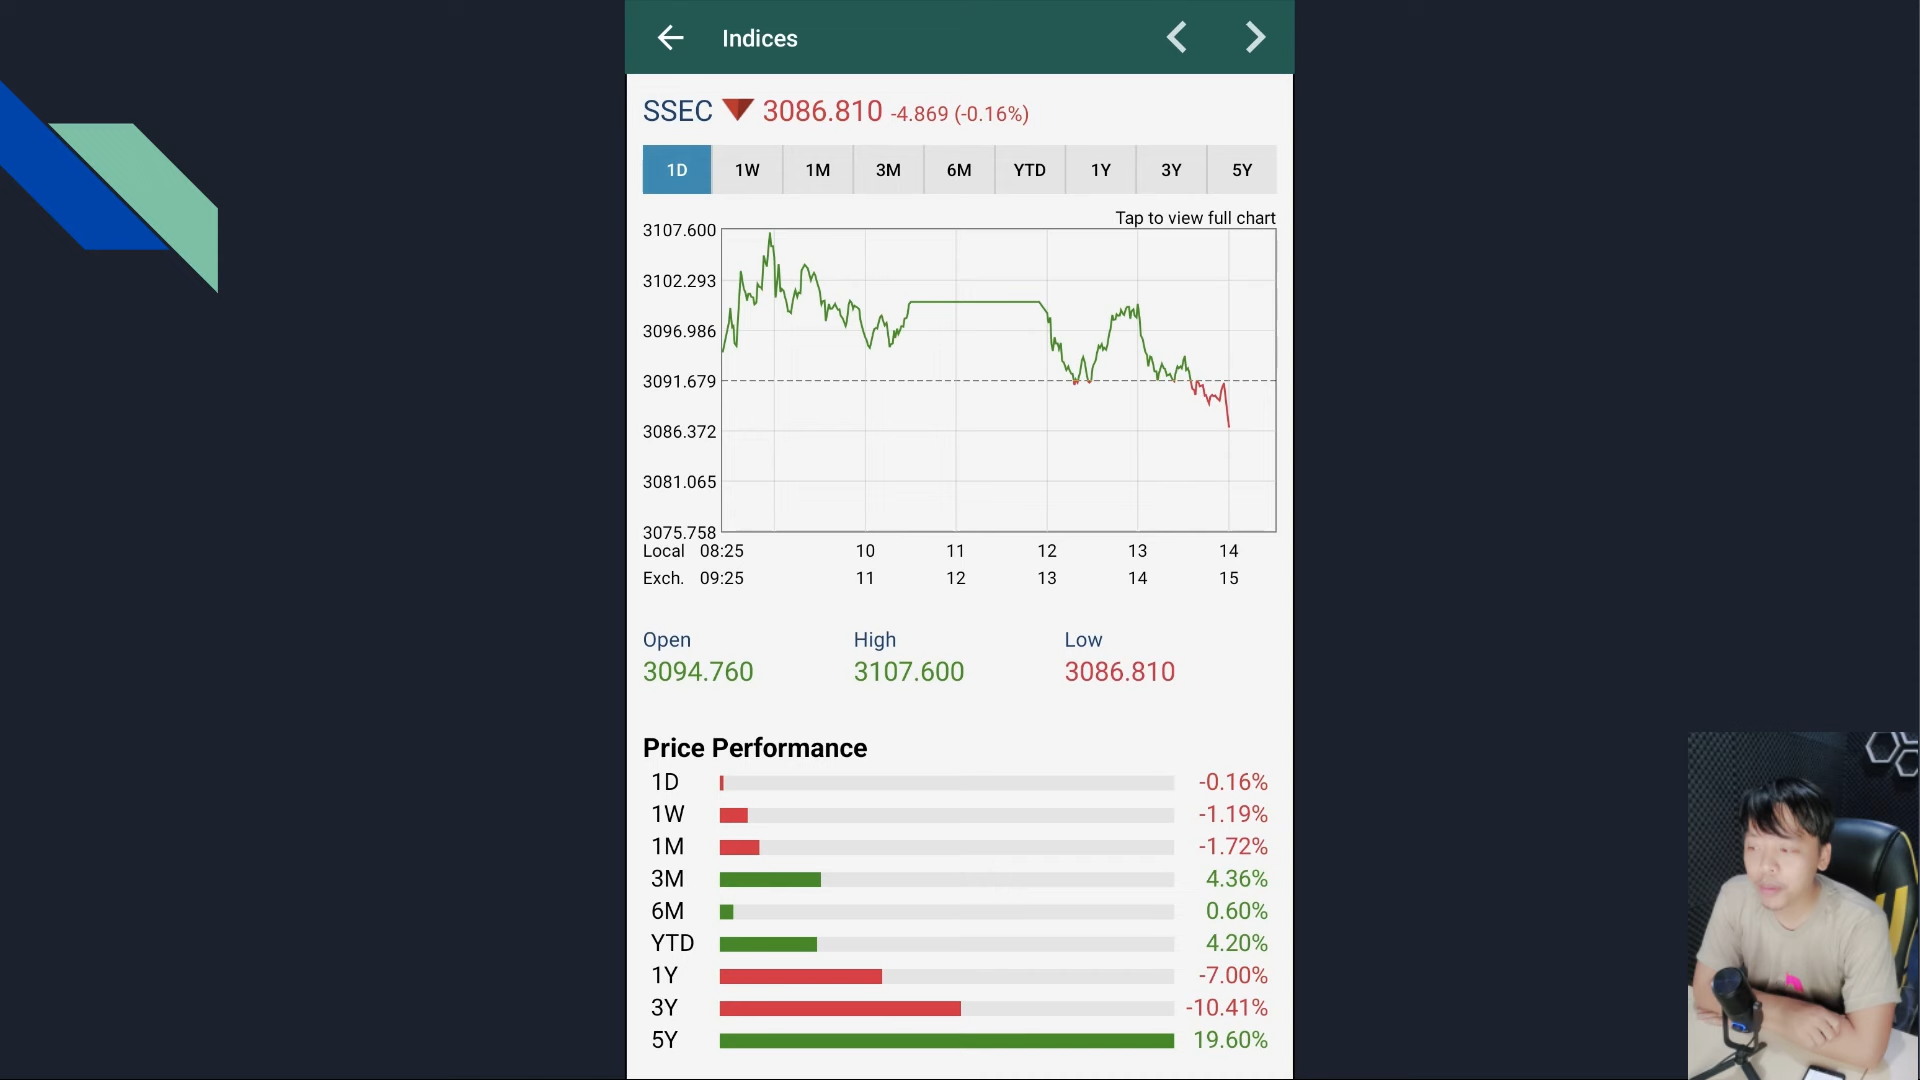 Indices
SSEC 3086.810 -4.869 (-0.16%)
1D 1W 1M 3M 6M YTD 1Y 3Y 5Y
Tap to view full chart
3107.600
3102.293
3096.986
3091.679
3086.372
3081.065
3075.758
Local 08:25 10 11 12 13 14
Exch. 09:25 11 12 13 14 15
Open High Low
3094.760 3107.600 3086.810
Price Performance
1D -0.16%
1W -1.19%
1M -1.72%
3M 4.36%
6M 0.60%
YTD 4.20%
1Y -7.00%
3Y -10.41%
5Y 19.60%